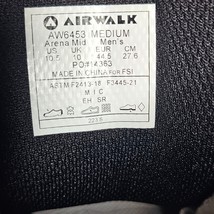 AIRWALK
AW6453 MEDIUM
Arena Mid Men's
US UK EUR CM
10.5 10 44.5 27.6
PO#14363
MADE IN CHINA FOR FSI
ASTM F2413-18 F3445-21
M I C
EH SR